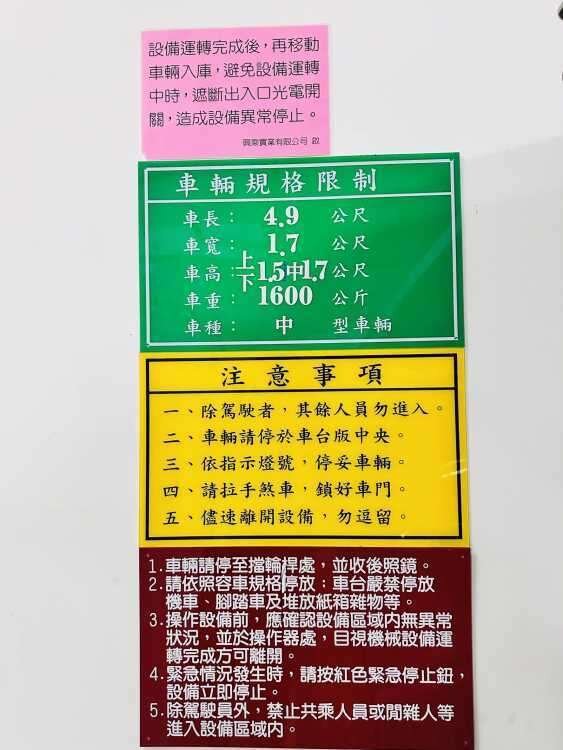 設備運轉完成後，再移動
車輛入庫，避免設備運轉
中時，遮斷出入口光電開
關，造成設備異常停止。
實業有限公司 啟
車輛規格限制
車長：4.9 公尺
車寬：1.7 公尺
車高：上下1.5中1.7公尺
車重：1600 公斤
車種：中 型車輛
注意事項
一、除駕駛者，其餘人員勿進入。
二、車輛請停於車台版中央。
三、依指示燈號，停妥車輛。
四、請拉手煞車，鎖好車門。
五、儘速離開設備，勿逗留。
1.車輛請停至擋輪桿處，並收後照鏡。
2.請依照容車規格停放：車台嚴禁停放
機車、腳踏車及堆放紙箱雜物等。
3.操作設備前，應確認設備區域內無異常
狀況，並於操作器處，目視機械設備運
轉完成方可離開。
4.緊急情況發生時，請按紅色緊急停止鈕，
設備立即停止。
5.除駕駛員外，禁止共乘人員或閒雜人等
進入設備區域內。